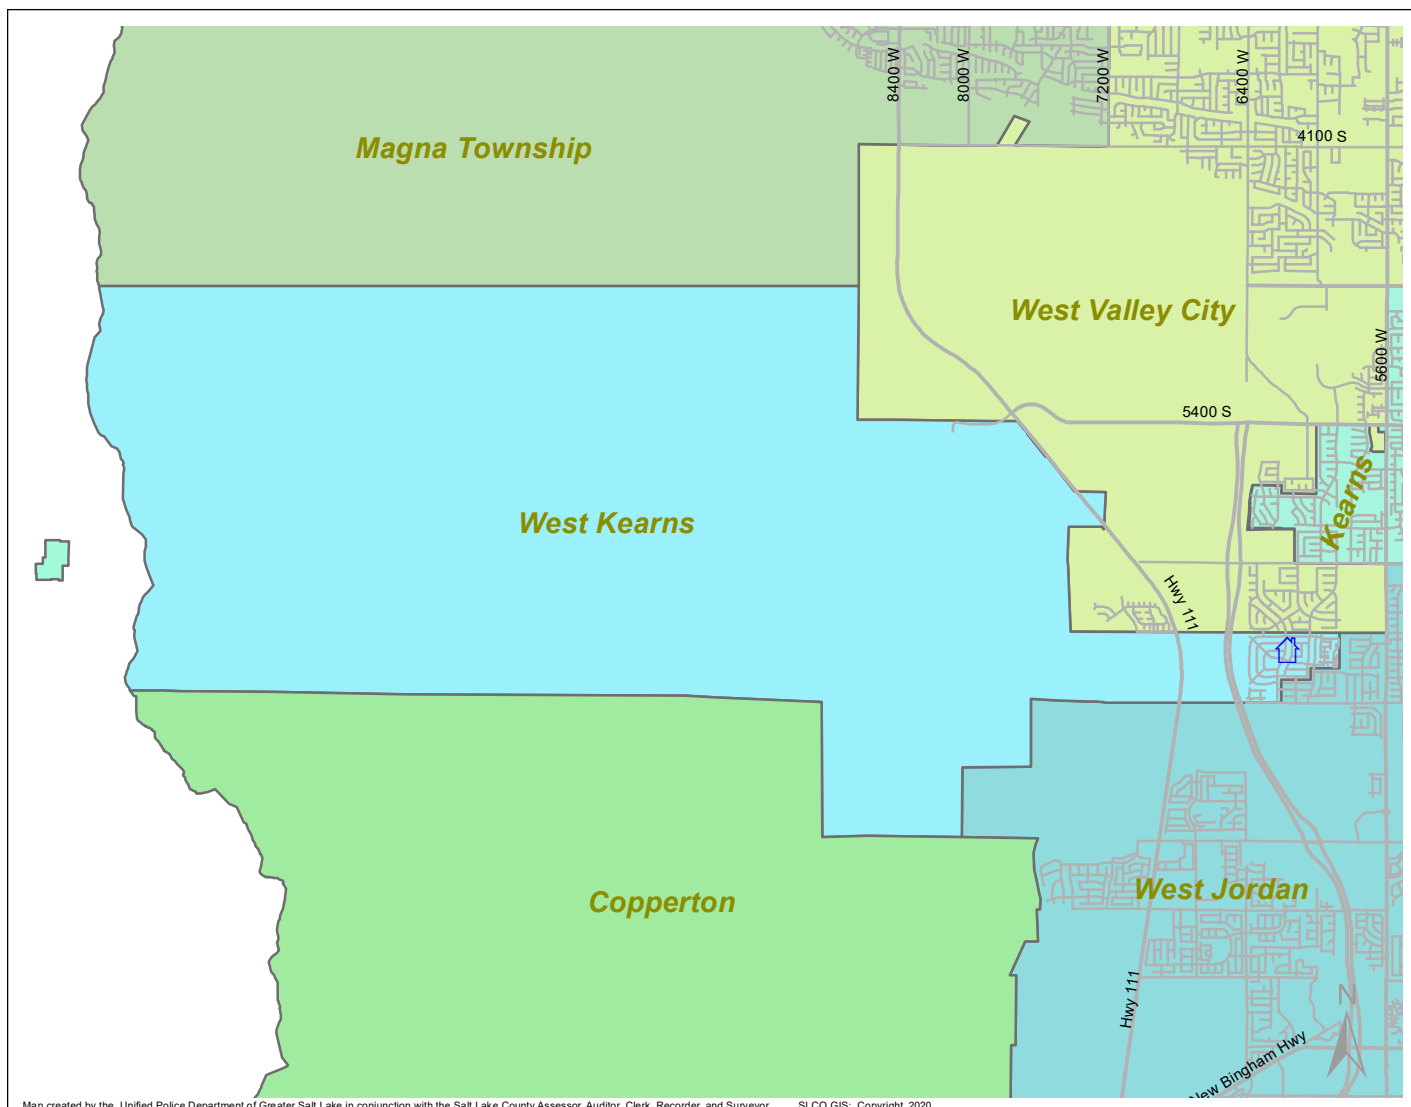 8400 W
8000 W
7200 W
6400 W
4100 S
Magna Township
West Valley City
5600 W
5400 S
Kearns
West Kearns
Hwy 111
West Jordan
Copperton
Hwy 111
N
New Bingham Hwy
Map created by the Unified Police Department of Greater Salt Lake in conjunction with the Salt Lake County Assessor, Auditor, Clerk, Recorder, and Surveyor. SLCO GIS: Copyright, 2020